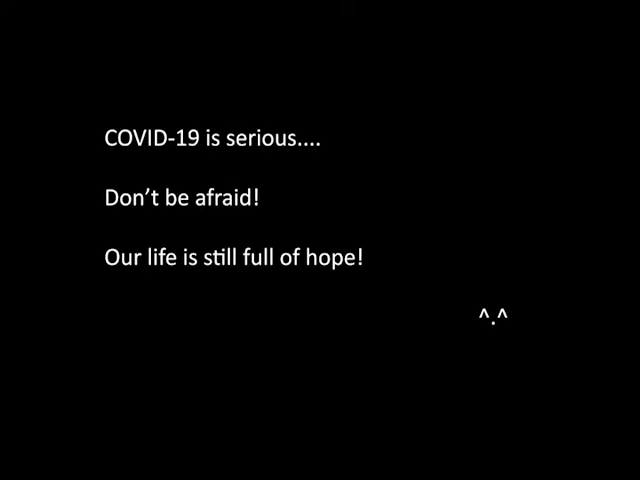 COVID-19 is serious....
Don’t be afraid!
Our life is still full of hope!
^.^